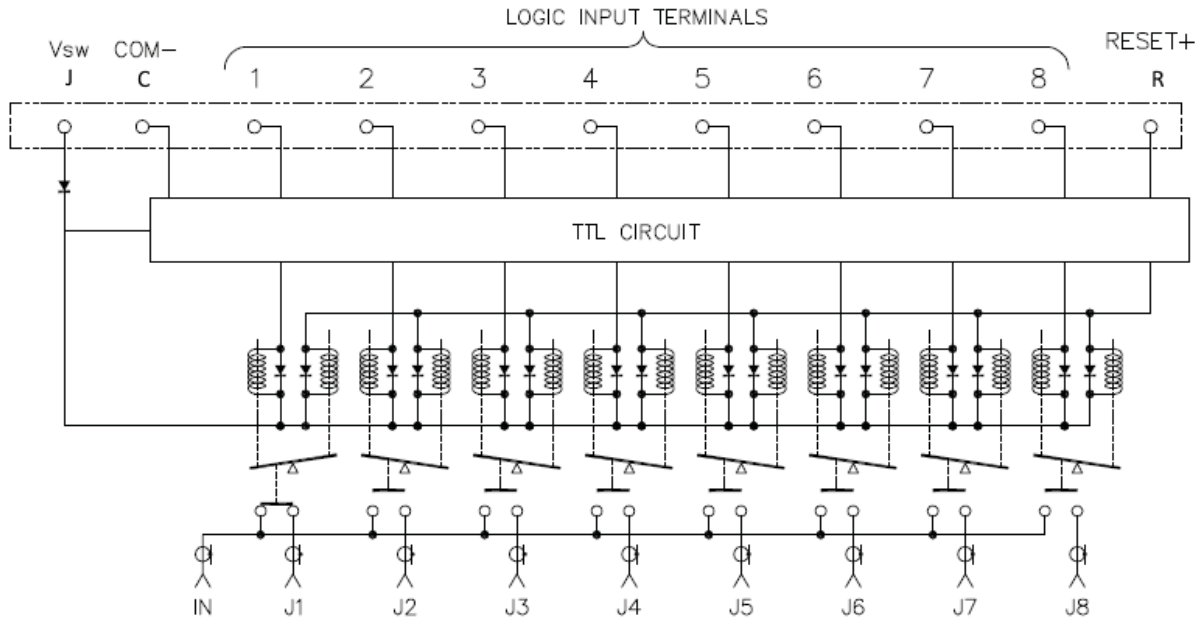 LOGIC INPUT TERMINALS
Vsw COM- RESET+
J C 1 2 3 4 5 6 7 8 R
TTL CIRCUIT
IN J1 J2 J3 J4 J5 J6 J7 J8